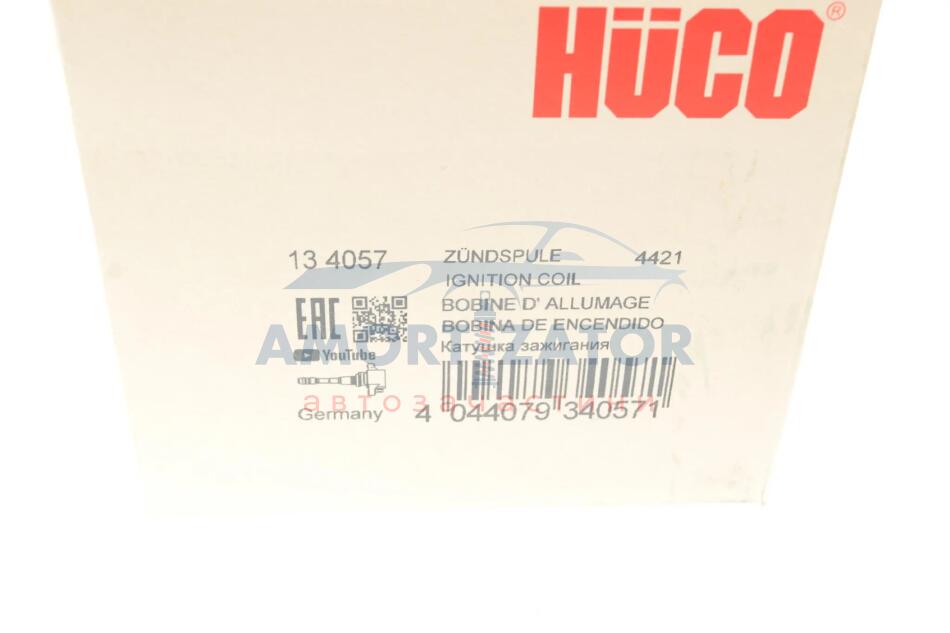 HÜCO®
13 4057
ZÜNDSPULE 4421
IGNITION COIL
BOBINE D' ALLUMAGE
BOBINA DE ENCENDIDO
Катушка зажигания
EAC
YouTube
AMORTIZATOR
автозапчастини
Germany
4 044079 340571